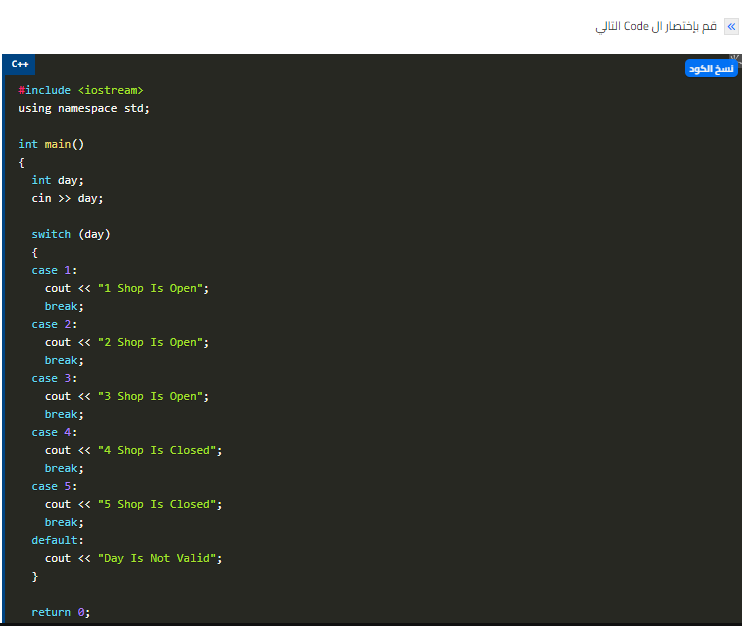 « قم بإختصار ال Code التالي
C++
نسخ الكود
#include <iostream>
using namespace std;
int main()
{
int day;
cin >> day;
switch (day)
{
case 1:
cout << "1 Shop Is Open";
break;
case 2:
cout << "2 Shop Is Open";
break;
case 3:
cout << "3 Shop Is Open";
break;
case 4:
cout << "4 Shop Is Closed";
break;
case 5:
cout << "5 Shop Is Closed";
break;
default:
cout << "Day Is Not Valid";
}
return 0;